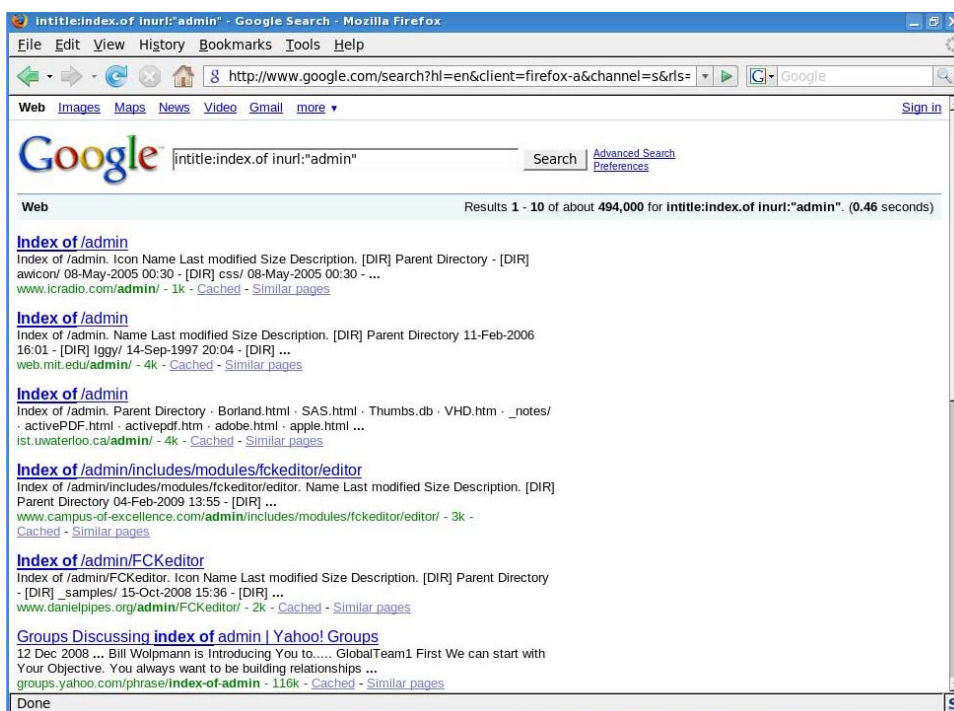 intitle:index.of inurl:"admin" - Google Search - Mozilla Firefox
File Edit View History Bookmarks Tools Help
http://www.google.com/search?hl=en&client=firefox-a&channel=s&rls= G Google
Web Images Maps News Video Gmail more ▼ Sign in
Google intitle:index.of inurl:"admin" Search Advanced Search
Preferences
Web Results 1 - 10 of about 494,000 for intitle:index.of inurl:"admin". (0.46 seconds)
Index of /admin
Index of /admin. Icon Name Last modified Size Description. [DIR] Parent Directory - [DIR]
awicon/ 08-May-2005 00:30 - [DIR] css/ 08-May-2005 00:30 - ...
www.icradio.com/admin/ - 1k - Cached - Similar pages
Index of /admin
Index of /admin. Name Last modified Size Description. [DIR] Parent Directory 11-Feb-2006
16:01 - [DIR] Iggy/ 14-Sep-1997 20:04 - [DIR] ...
web.mit.edu/admin/ - 4k - Cached - Similar pages
Index of /admin
Index of /admin. Parent Directory · Borland.html · SAS.html · Thumbs.db · VHD.htm · _notes/
· activePDF.html · activepdf.htm · adobe.html · apple.html ...
ist.uwaterloo.ca/admin/ - 4k - Cached - Similar pages
Index of /admin/includes/modules/fckeditor/editor
Index of /admin/includes/modules/fckeditor/editor. Name Last modified Size Description. [DIR]
Parent Directory 04-Feb-2009 13:55 - [DIR] ...
www.campus-of-excellence.com/admin/includes/modules/fckeditor/editor/ - 3k -
Cached - Similar pages
Index of /admin/FCKeditor
Index of /admin/FCKeditor. Icon Name Last modified Size Description. [DIR] Parent Directory
- [DIR] _samples/ 15-Oct-2008 15:36 - [DIR] ...
www.danielpipes.org/admin/FCKeditor/ - 2k - Cached - Similar pages
Groups Discussing index of admin | Yahoo! Groups
12 Dec 2008 ... Bill Wolpmann is Introducing You to..... GlobalTeam1 First We can start with
Your Objective. You always want to be building relationships ...
groups.yahoo.com/phrase/index-of-admin - 116k - Cached - Similar pages
Done